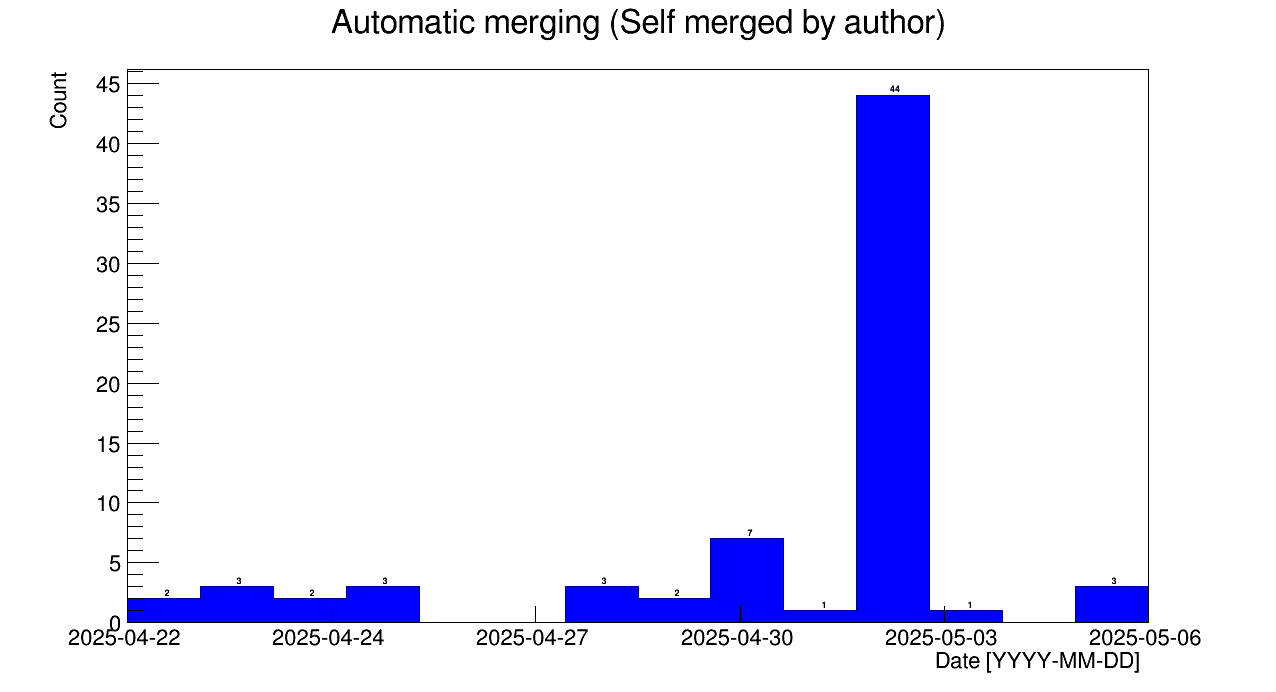 Automatic merging (Self merged by author)
Count
45
40
35
30
25
20
15
10
5
0
2 3 2 3 3 2 7 1 44 1 3
2025-04-22 2025-04-24 2025-04-27 2025-04-30 2025-05-03 2025-05-06
Date [YYYY-MM-DD]